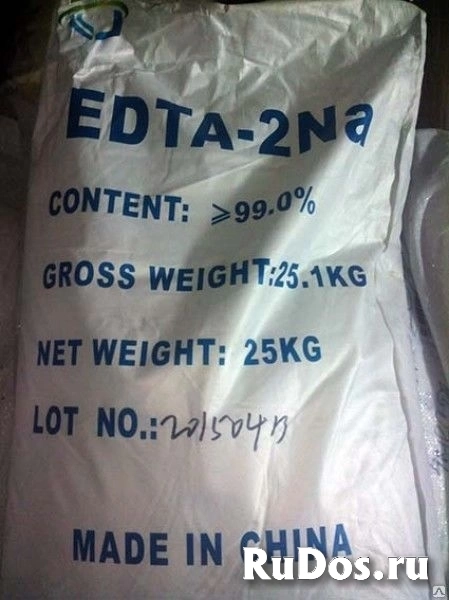 EDTA-2Na
CONTENT: ≥99.0%
GROSS WEIGHT:25.1KG
NET WEIGHT: 25KG
LOT NO.:201504B
MADE IN CHINA
RuDos.ru